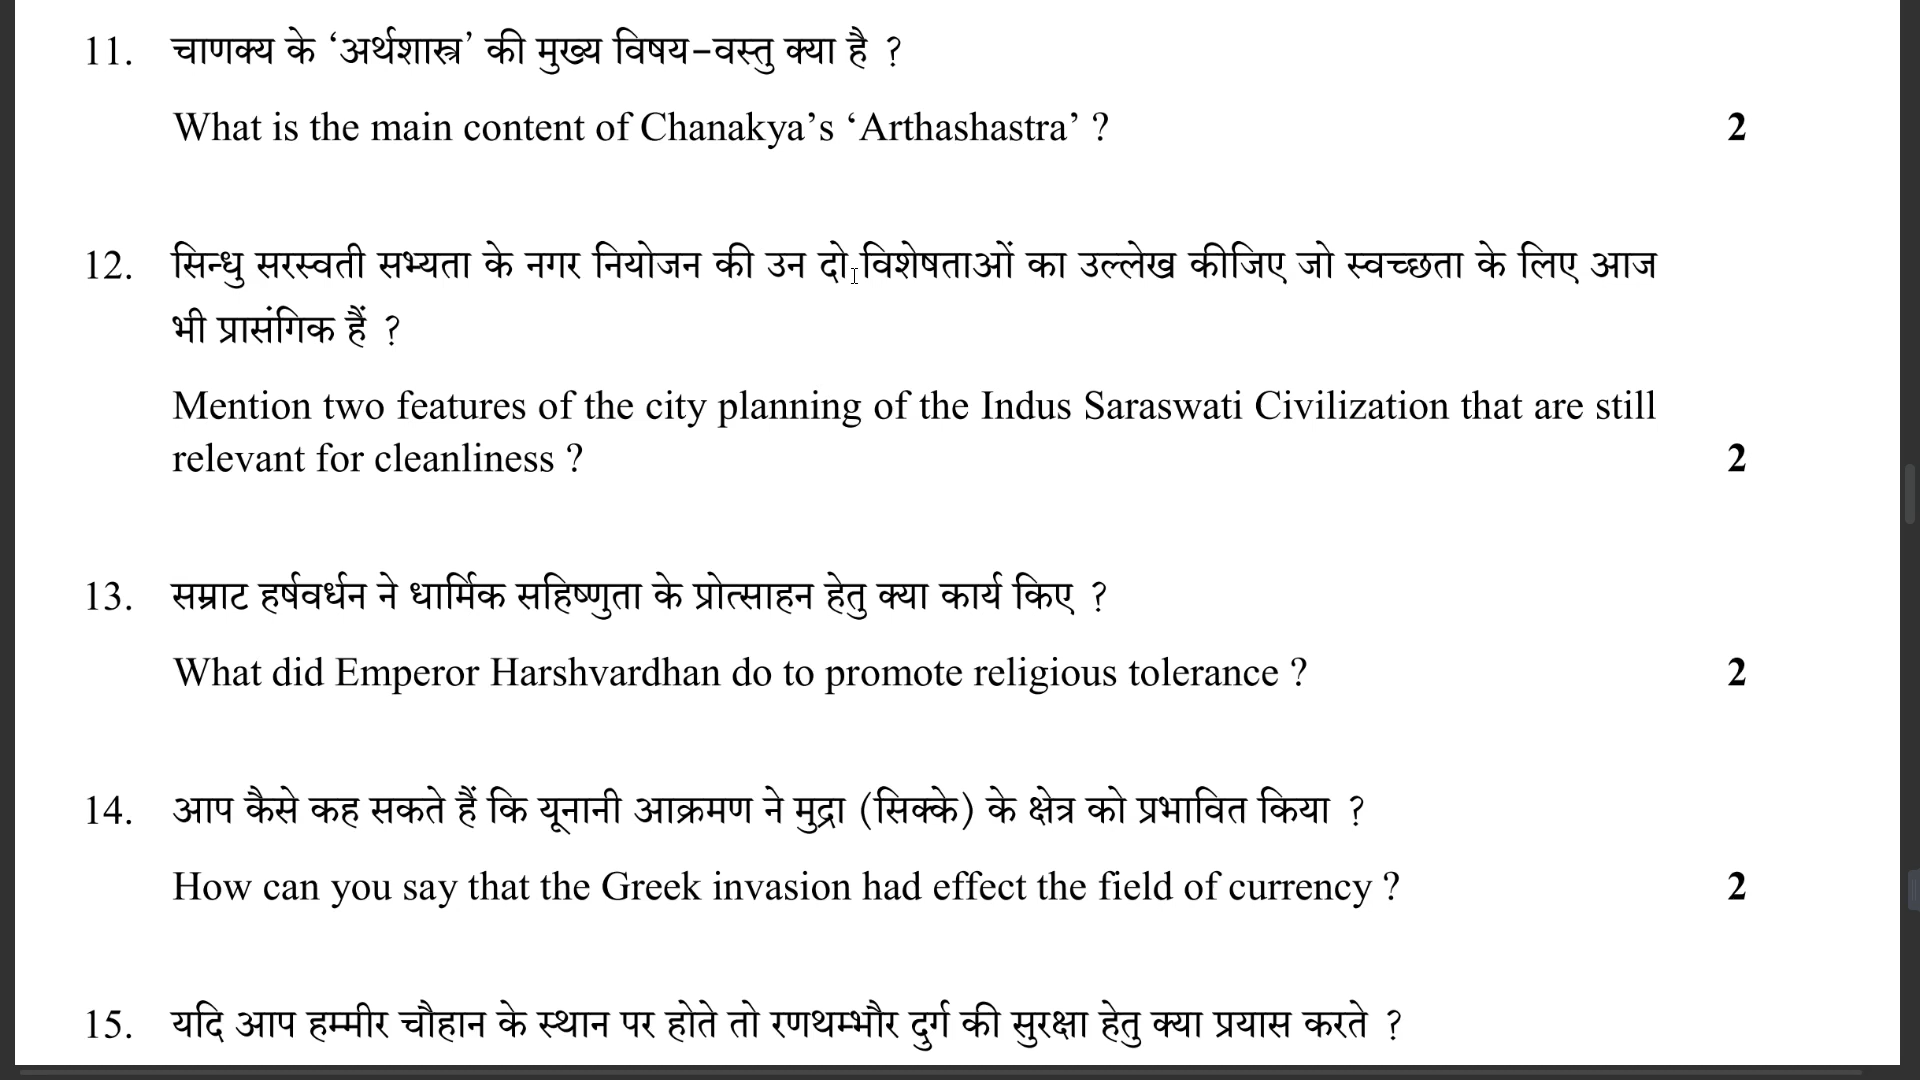 11. चाणक्य के ‘अर्थशास्त्र’ की मुख्य विषय-वस्तु क्या है ?
What is the main content of Chanakya’s ‘Arthashastra’ ? 2
12. सिन्धु सरस्वती सभ्यता के नगर नियोजन की उन दो विशेषताओं का उल्लेख कीजिए जो स्वच्छता के लिए आज
भी प्रासंगिक हैं ?
Mention two features of the city planning of the Indus Saraswati Civilization that are still
relevant for cleanliness ? 2
13. सम्राट हर्षवर्धन ने धार्मिक सहिष्णुता के प्रोत्साहन हेतु क्या कार्य किए ?
What did Emperor Harshvardhan do to promote religious tolerance ? 2
14. आप कैसे कह सकते हैं कि यूनानी आक्रमण ने मुद्रा (सिक्के) के क्षेत्र को प्रभावित किया ?
How can you say that the Greek invasion had effect the field of currency ? 2
15. यदि आप हम्मीर चौहान के स्थान पर होते तो रणथम्भौर दुर्ग की सुरक्षा हेतु क्या प्रयास करते ?